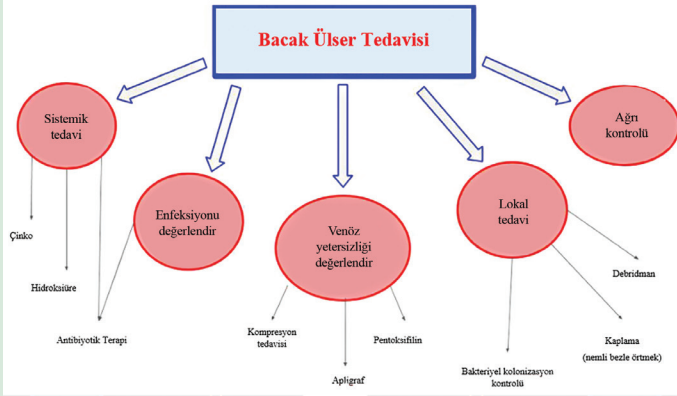 Bacak Ülser Tedavisi
Sistemik
tedavi
Enfeksiyonu
değerlendir
Venöz
yetersizliği
değerlendir
Lokal
tedavi
Ağrı
kontrolü
Çinko
Hidroksiüre
Antibiyotik Terapi
Kompresyon
tedavisi
Apligraf
Pentoksifilin
Bakteriyel kolonizasyon
kontrolü
Kaplama
(nemli bezle örtmek)
Debridman